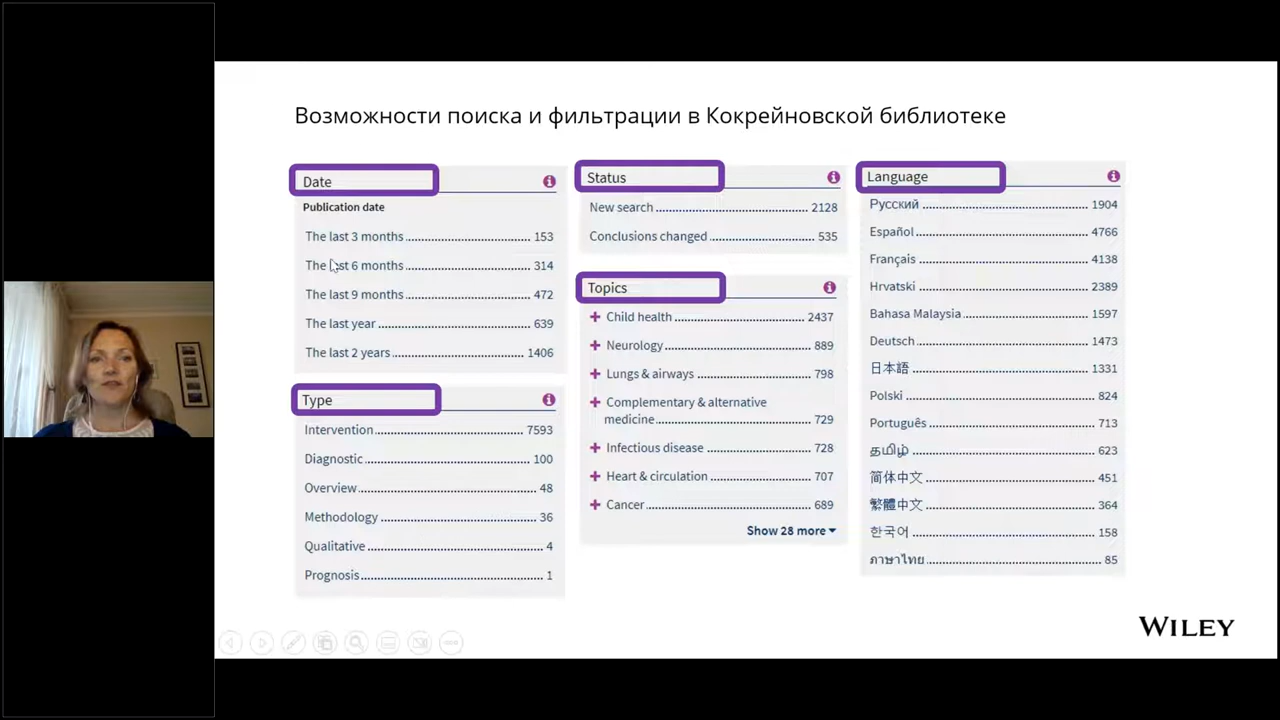 Возможности поиска и фильтрации в Кокрейновской библиотеке
Date
Publication date
The last 3 months 153
The last 6 months 314
The last 9 months 472
The last year 639
The last 2 years 1406
Type
Intervention 7593
Diagnostic 100
Overview 48
Methodology 36
Qualitative 4
Prognosis 1
Status
New search 2128
Conclusions changed 535
Topics
Child health 2437
Neurology 889
Lungs & airways 798
Complementary & alternative
medicine 729
Infectious disease 728
Heart & circulation 707
Cancer 689
Show 28 more
Language
Русский 1904
Español 4766
Français 4138
Hrvatski 2389
Bahasa Malaysia 1597
Deutsch 1473
日本語 1331
Polski 824
Português 713
தமிழ் 623
简体中文 451
繁體中文 364
한국어 158
ภาษาไทย 85
WILEY